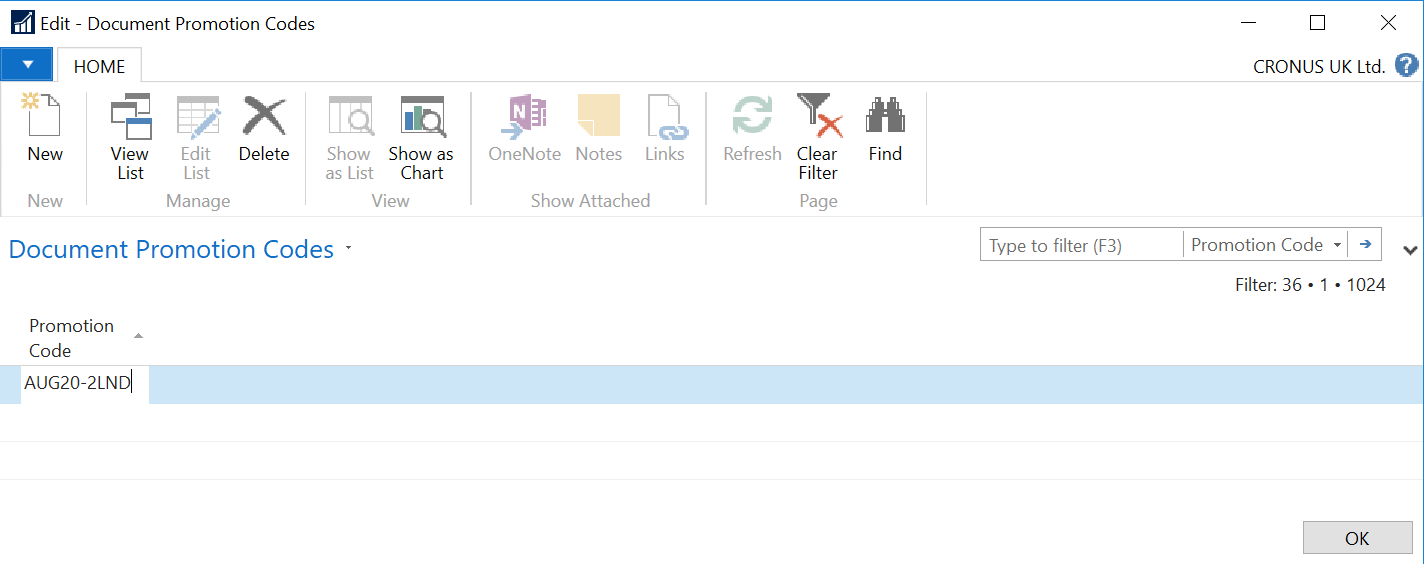 Edit - Document Promotion Codes
HOME
CRONUS UK Ltd.
?
New
View
List
Edit
List
Delete
Show
as List
Show as
Chart
N
OneNote
Notes
Links
Refresh
Clear
Filter
Find
New
Manage
View
Show Attached
Page
Document Promotion Codes
Type to filter (F3)
Promotion Code
Filter: 36 • 1 • 1024
Promotion
Code
AUG20-2LND
OK